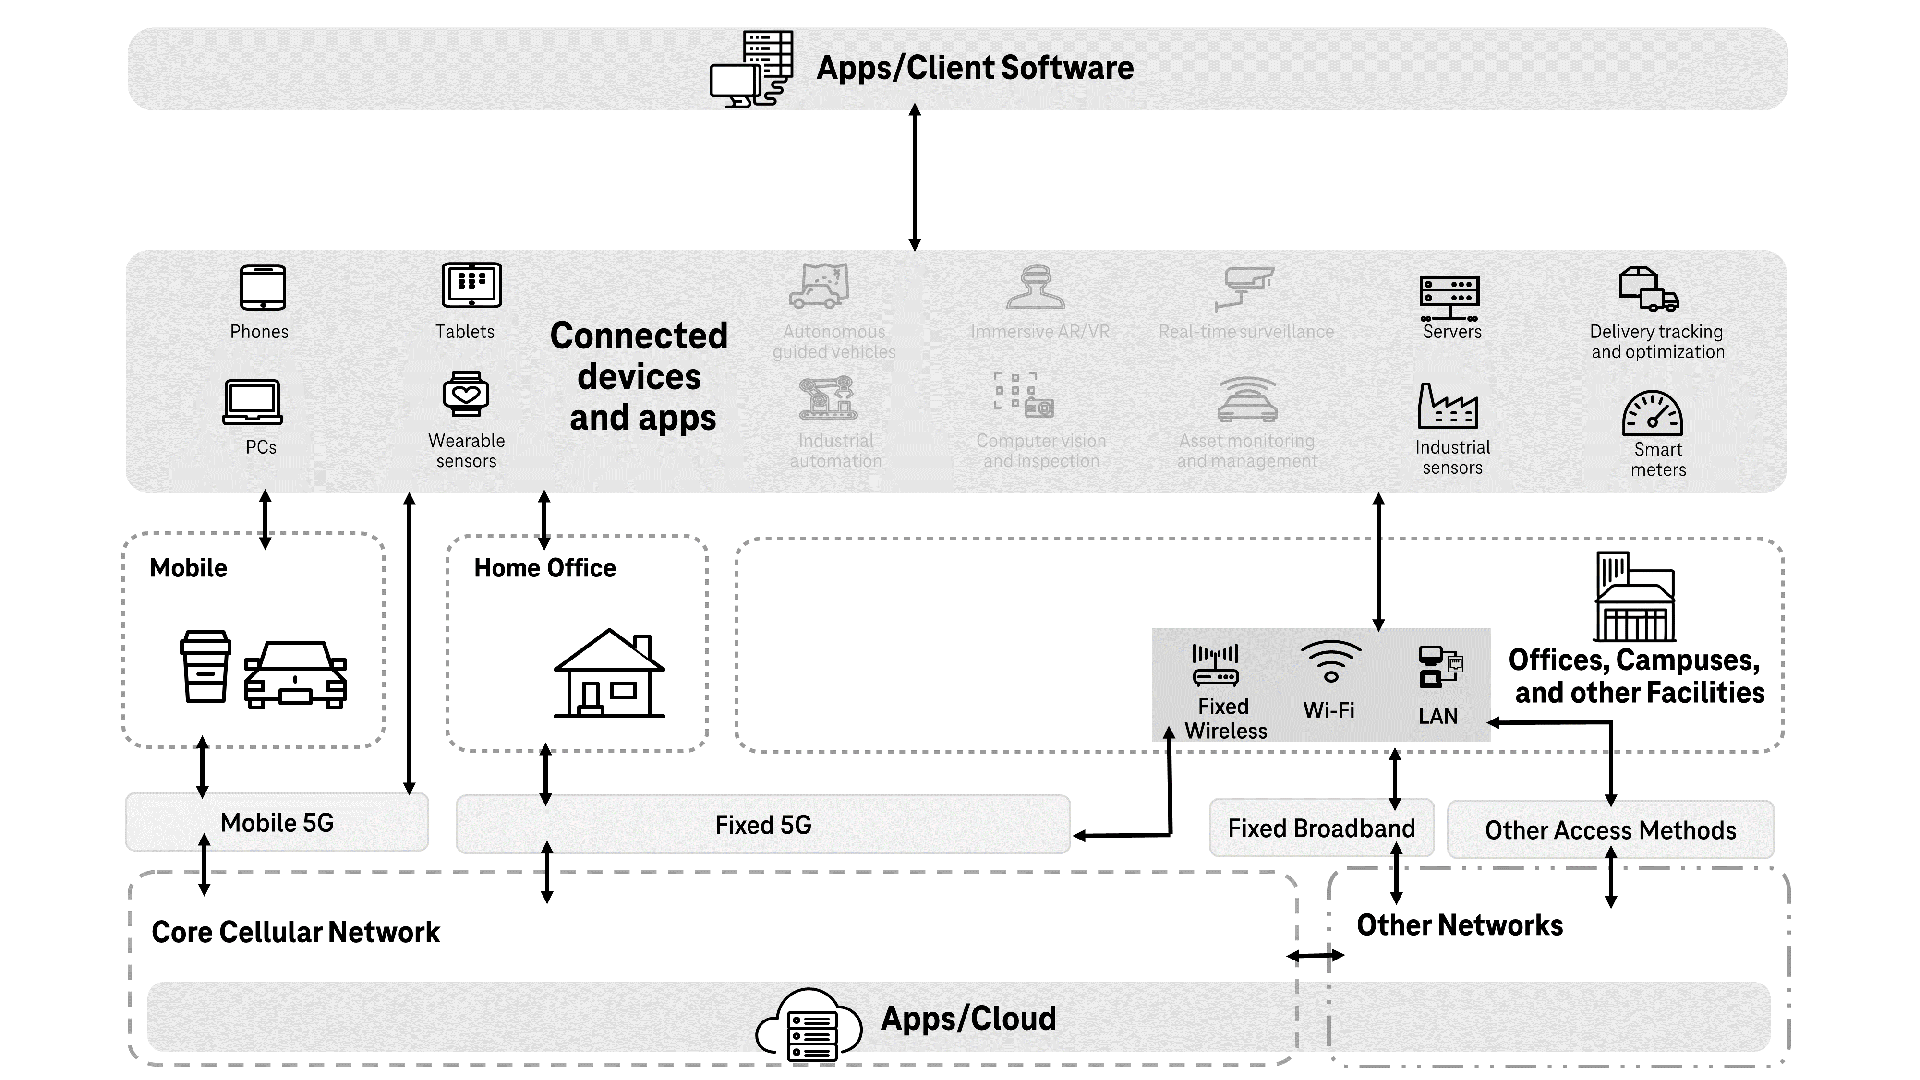 Apps/Client Software
Phones
Tablets
PCs
Wearable
sensors
Connected
devices
and apps
Autonomous
guided vehicles
Immersive AR/VR
Real-time surveillance
Servers
Delivery tracking
and optimization
Industrial
automation
Computer vision
and inspection
Asset monitoring
and management
Industrial
sensors
Smart
meters
Mobile
Home Office
Fixed
Wireless
Wi-Fi
LAN
Offices, Campuses,
and other Facilities
Mobile 5G
Fixed 5G
Fixed Broadband
Other Access Methods
Core Cellular Network
Other Networks
Apps/Cloud